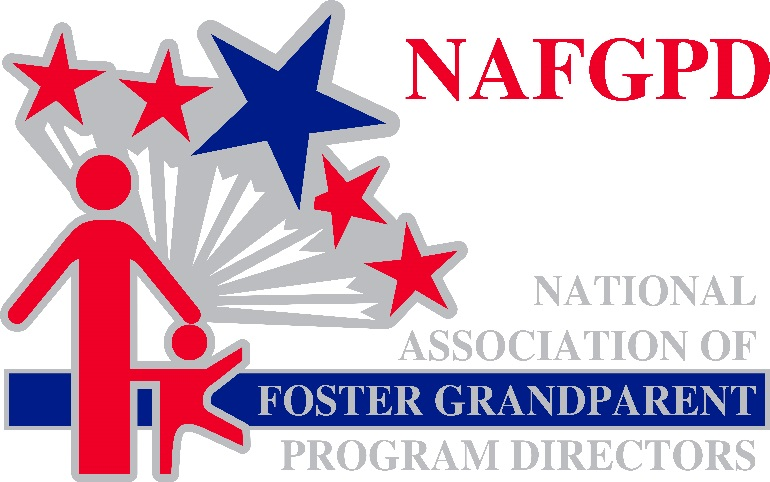 NAFGPD
NATIONAL
ASSOCIATION OF
FOSTER GRANDPARENT
PROGRAM DIRECTORS